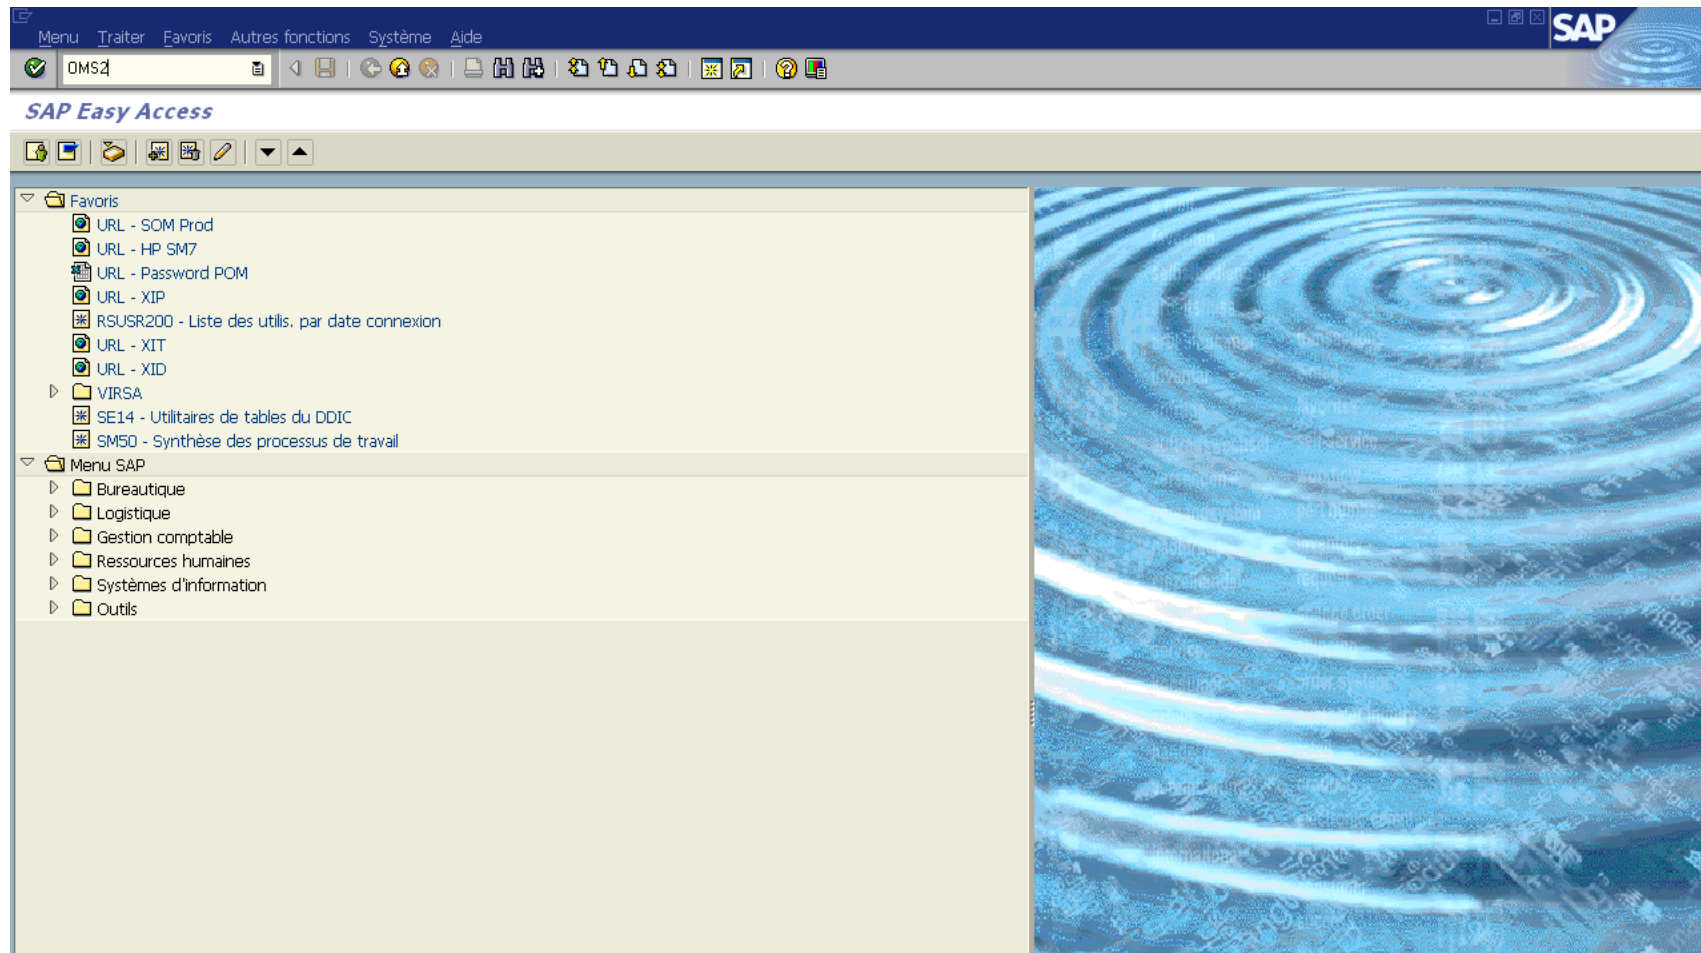 Menu Traiter Favoris Autres fonctions Système Aide
SAP
OMS2
SAP Easy Access
Favoris
URL - SOM Prod
URL - HP SM7
URL - Password POM
URL - XIP
RSUSR200 - Liste des utilis. par date connexion
URL - XIT
URL - XID
VIRSA
SE14 - Utilitaires de tables du DDIC
SM50 - Synthèse des processus de travail
Menu SAP
Bureautique
Logistique
Gestion comptable
Ressources humaines
Systèmes d'information
Outils